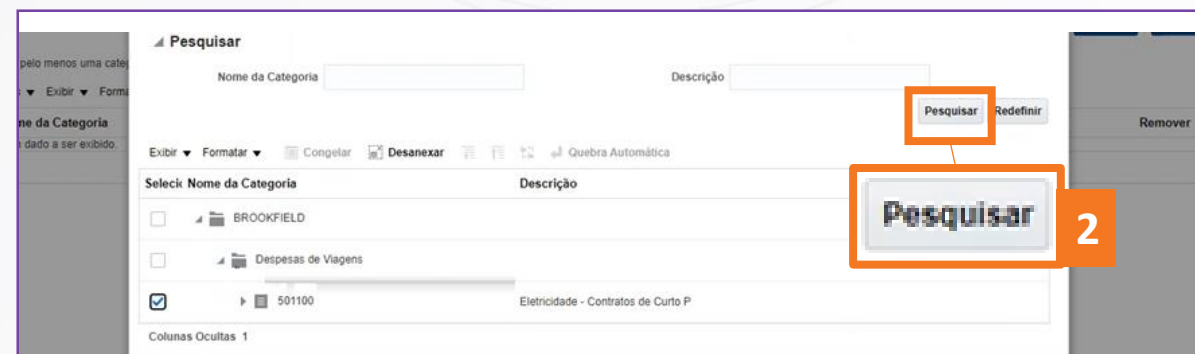 Pesquisar
pelo menos uma cate
Nome da Categoria
Descrição
Exibir Forma
Pesquisar Redefinir
me da Categoria
Remover
dado a ser exibido.
Exibir Formatar Congelar Desanexar Quebra Automática
Selecic Nome da Categoria Descrição
BROOKFIELD
Pesquisar
2
Despesas de Viagens
501100 Eletricidade - Contratos de Curto P
Colunas Ocultas 1